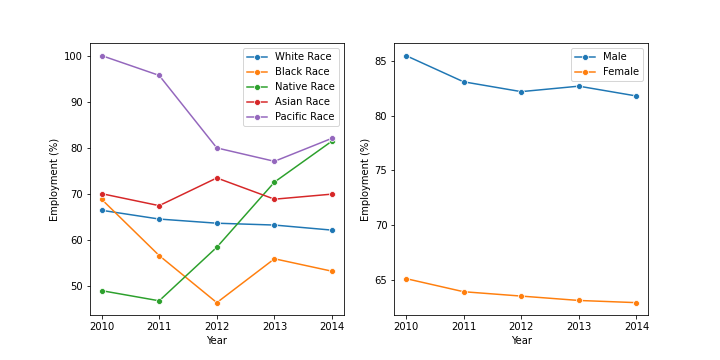 100
90
80
70
60
50
Employment (%)
2010 2011 2012 2013 2014
Year
White Race
Black Race
Native Race
Asian Race
Pacific Race
85
80
75
70
65
Employment (%)
2010 2011 2012 2013 2014
Year
Male
Female